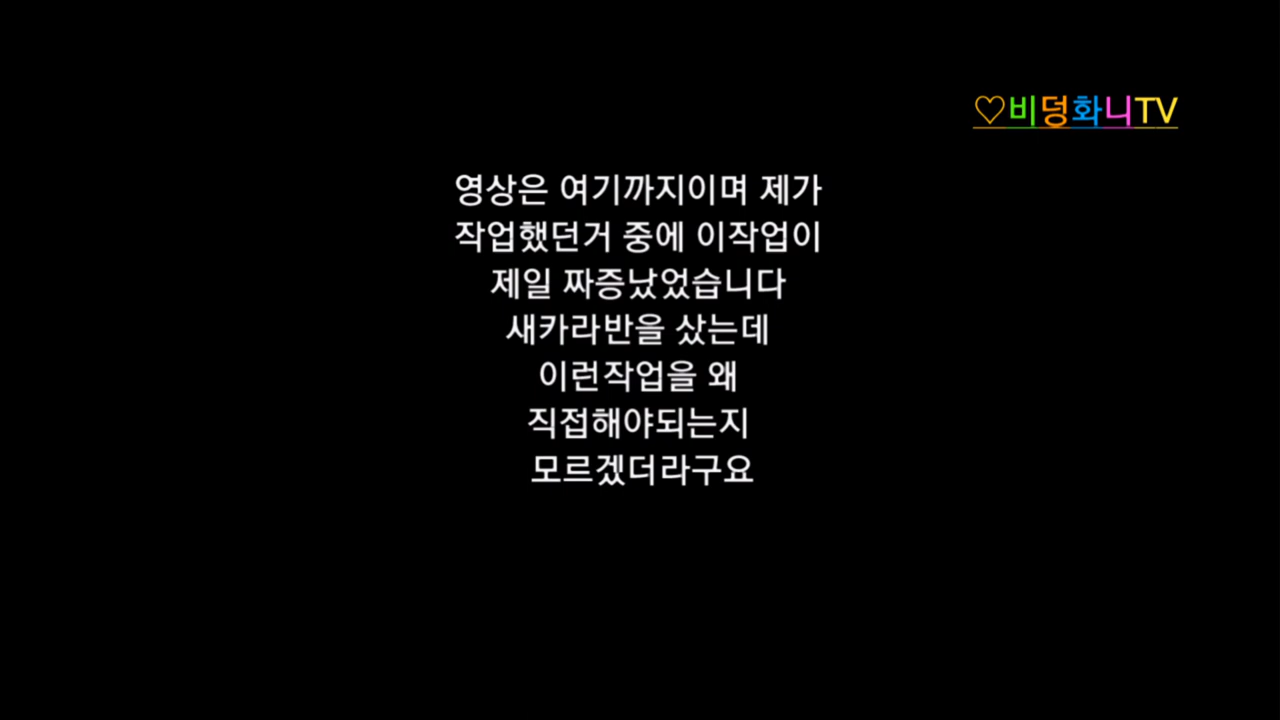 ♡비덩화니TV
영상은 여기까지이며 제가
작업했던거 중에 이작업이
제일 짜증났었습니다
새카라반을 샀는데
이런작업을 왜
직접해야되는지
모르겠더라구요